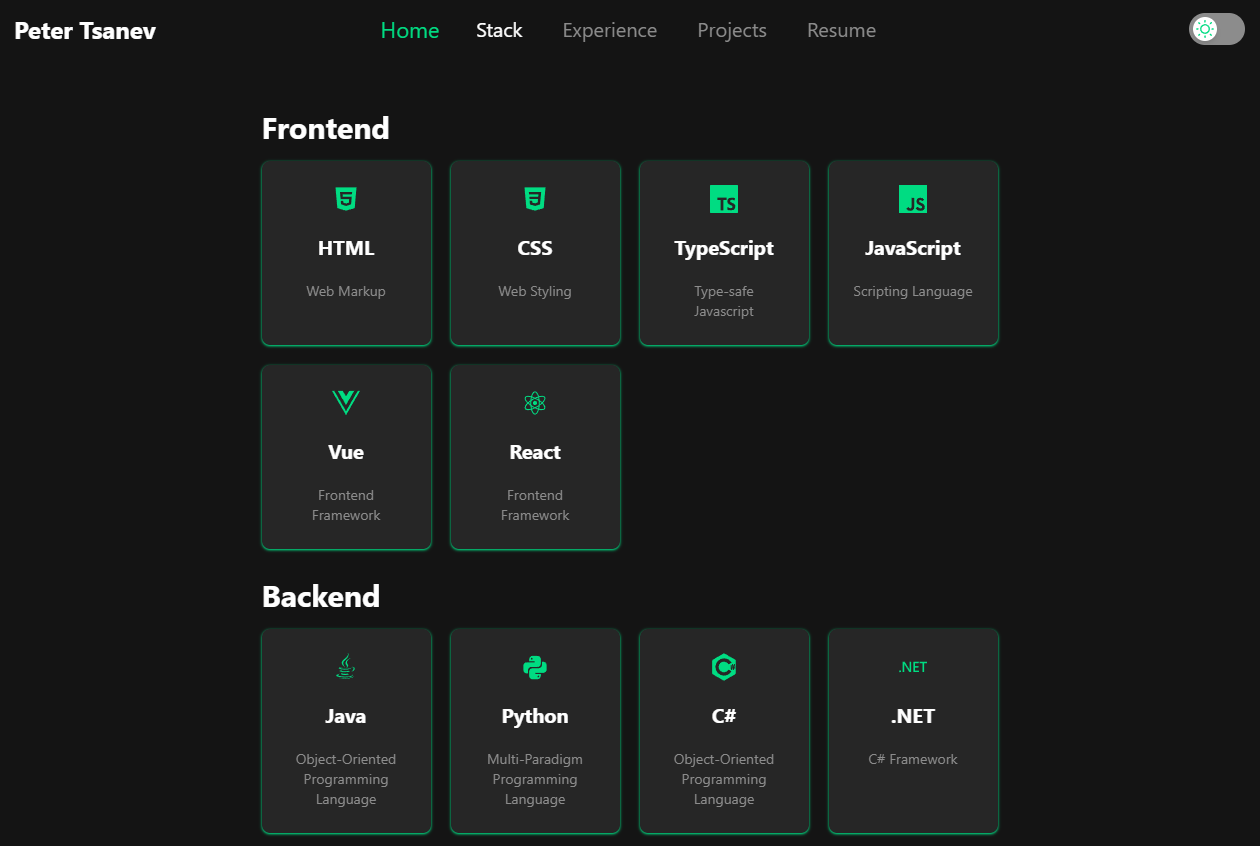 Peter Tsanev
Home Stack Experience Projects Resume
Frontend
TS JS
HTML CSS TypeScript JavaScript
Web Markup Web Styling Type-safe Scripting Language
Javascript
Vue React
Frontend Frontend
Framework Framework
Backend
.NET
Java Python C# .NET
Object-Oriented Multi-Paradigm Object-Oriented C# Framework
Programming Programming Programming
Language Language Language